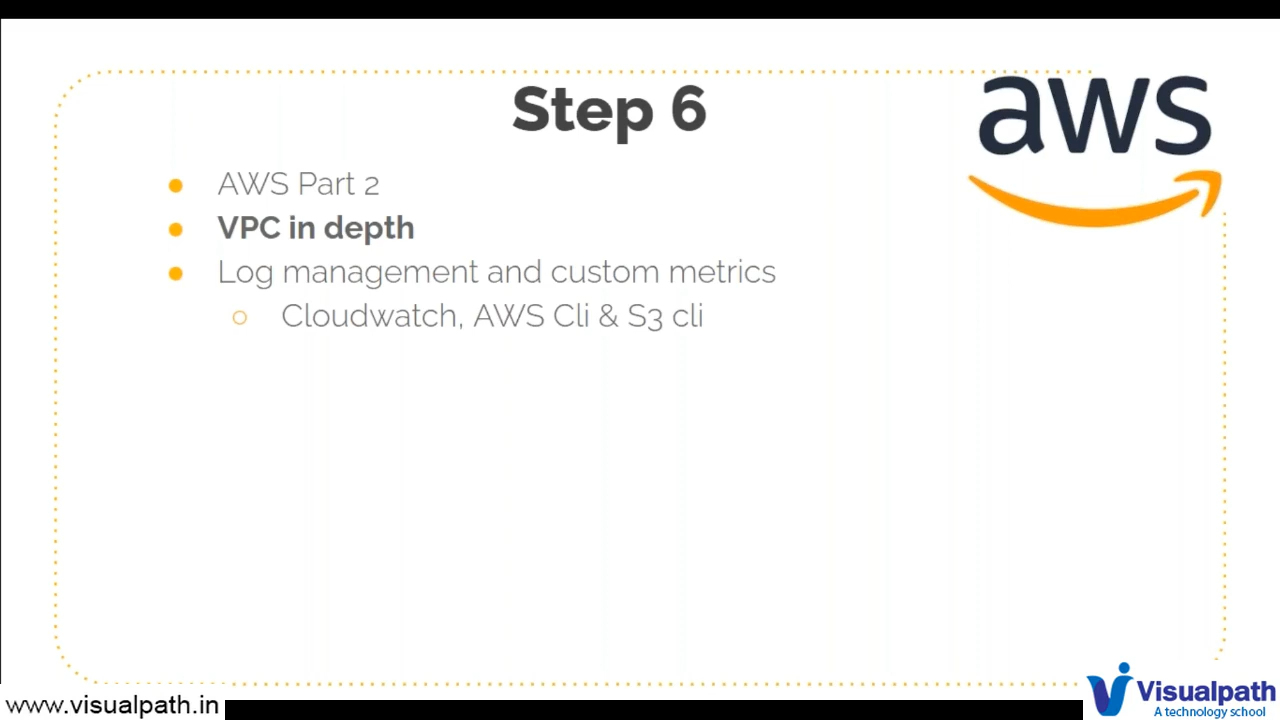 Step 6
aws
AWS Part 2
VPC in depth
Log management and custom metrics
Cloudwatch, AWS Cli & S3 cli
www.visualpath.in
Visualpath
A technology school